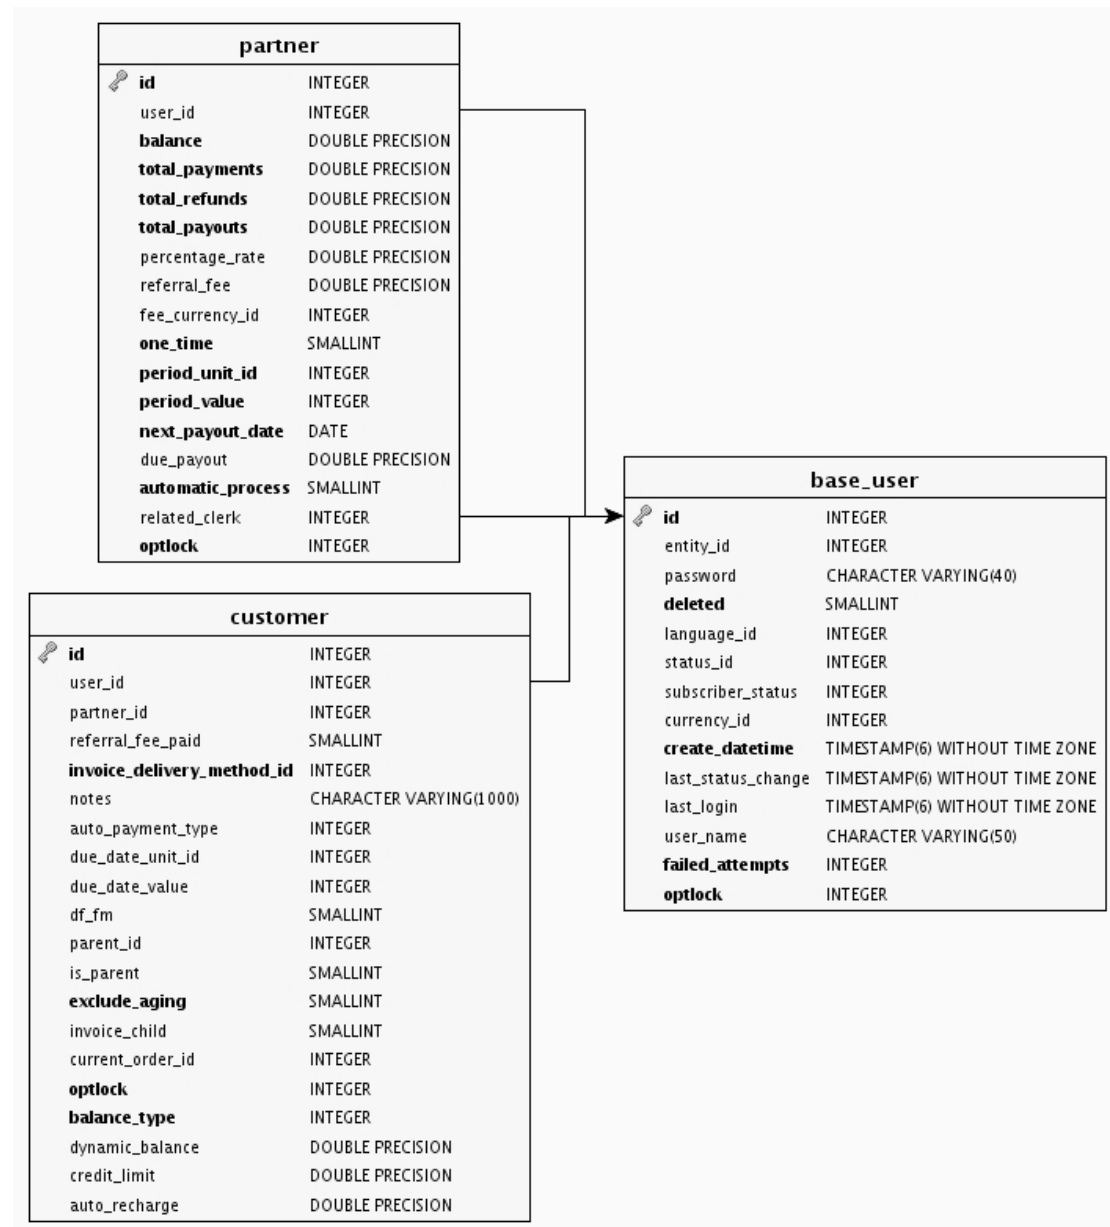 partner
id INTEGER
user_id INTEGER
balance DOUBLE PRECISION
total_payments DOUBLE PRECISION
total_refunds DOUBLE PRECISION
total_payouts DOUBLE PRECISION
percentage_rate DOUBLE PRECISION
referral_fee DOUBLE PRECISION
fee_currency_id INTEGER
one_time SMALLINT
period_unit_id INTEGER
period_value INTEGER
next_payout_date DATE
due_payout DOUBLE PRECISION
automatic_process SMALLINT
related_clerk INTEGER
optlock INTEGER
customer
id INTEGER
user_id INTEGER
partner_id INTEGER
referral_fee_paid SMALLINT
invoice_delivery_method_id INTEGER
notes CHARACTER VARYING(1000)
auto_payment_type INTEGER
due_date_unit_id INTEGER
due_date_value INTEGER
df_fm SMALLINT
parent_id INTEGER
is_parent SMALLINT
exclude_aging SMALLINT
invoice_child SMALLINT
current_order_id INTEGER
optlock INTEGER
balance_type INTEGER
dynamic_balance DOUBLE PRECISION
credit_limit DOUBLE PRECISION
auto_recharge DOUBLE PRECISION
base_user
id INTEGER
entity_id INTEGER
password CHARACTER VARYING(40)
deleted SMALLINT
language_id INTEGER
status_id INTEGER
subscriber_status INTEGER
currency_id INTEGER
create_datetime TIMESTAMP(6) WITHOUT TIME ZONE
last_status_change TIMESTAMP(6) WITHOUT TIME ZONE
last_login TIMESTAMP(6) WITHOUT TIME ZONE
user_name CHARACTER VARYING(50)
failed_attempts INTEGER
optlock INTEGER